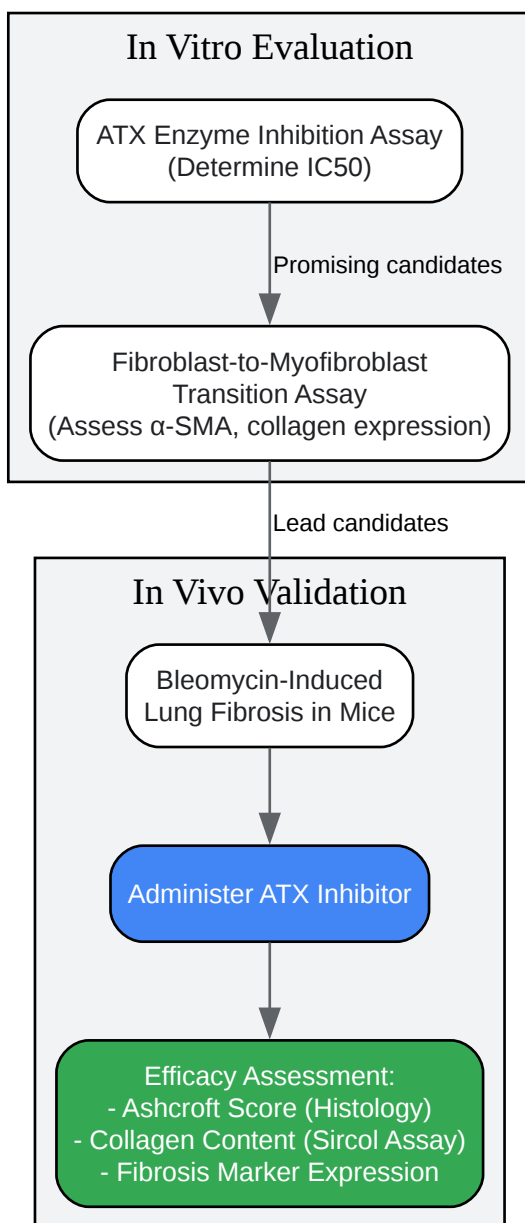 In Vitro Evaluation
ATX Enzyme Inhibition Assay
(Determine IC50)
Promising candidates
Fibroblast-to-Myofibroblast
Transition Assay
(Assess α-SMA, collagen expression)
Lead candidates
In Vivo Validation
Bleomycin-Induced
Lung Fibrosis in Mice
Administer ATX Inhibitor
Efficacy Assessment:
- Ashcroft Score (Histology)
- Collagen Content (Sircol Assay)
- Fibrosis Marker Expression